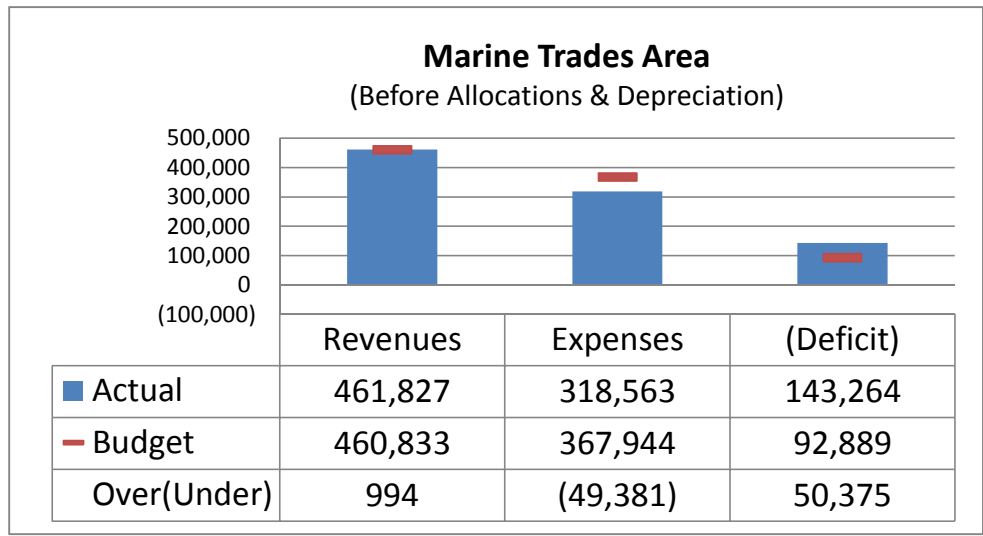 Marine Trades Area
(Before Allocations & Depreciation)
500,000
400,000
300,000
200,000
100,000
0
(100,000)
Revenues Expenses (Deficit)
Actual 461,827 318,563 143,264
Budget 460,833 367,944 92,889
Over(Under) 994 (49,381) 50,375